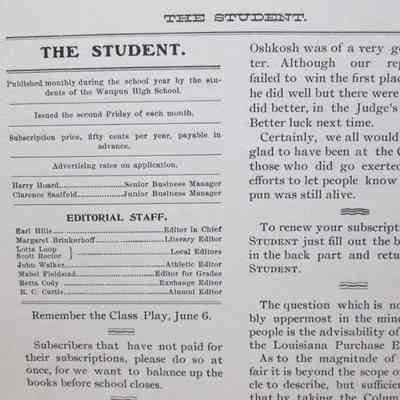 THE STUDENT.
THE STUDENT.
Published monthly during the school year by the stu-
dents of the Waupun High School.
Issued the second Friday of each month.
Subscription price, fifty cents per year, payable in
advance.
Advertising rates on application.
Harry Hoard Senior Business Manager
Clarence Saalfeld Junior Business Manager
EDITORIAL STAFF.
Earl Hills Editor in Chief
Margaret Brinkerhoff Literary Editor
Lotta Loop
Scott Rector } Local Editors
John Walker Athletic Editor
Mabel Fieldstad Editor for Grades
Retta Cody Exchange Editor
R. C. Curtis Alumni Editor
Remember the Class Play, June 6.
Subscribers that have not paid for
their subscriptions, please do so at
once, for we want to balance up the
books before school closes.
Oshkosh was of a very go
ter. Although our rep
failed to win the first plac
he did well but there were
did better, in the Judge's
Better luck next time.
Certainly, we all would
glad to have been at the C
those who did go exerted
efforts to let people know
pun was still alive.
To renew your subscript
STUDENT just fill out the b
in the back part and retu
STUDENT.
The question which is no
bly uppermost in the mind
people is the advisability of
the Louisiana Purchase E
As to the magnitude of
fair it is beyond the scope o
cle to describe, but sufficie
that by taking the Colum